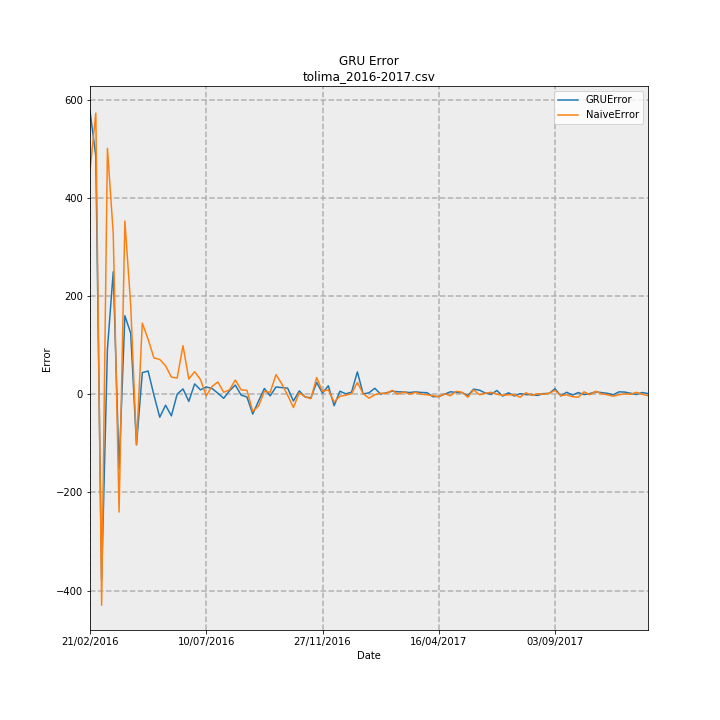 GRU Error
tolima_2016-2017.csv
GRUError
NaiveError
600
400
200
0
−200
−400
Error
21/02/2016 10/07/2016 27/11/2016 16/04/2017 03/09/2017
Date